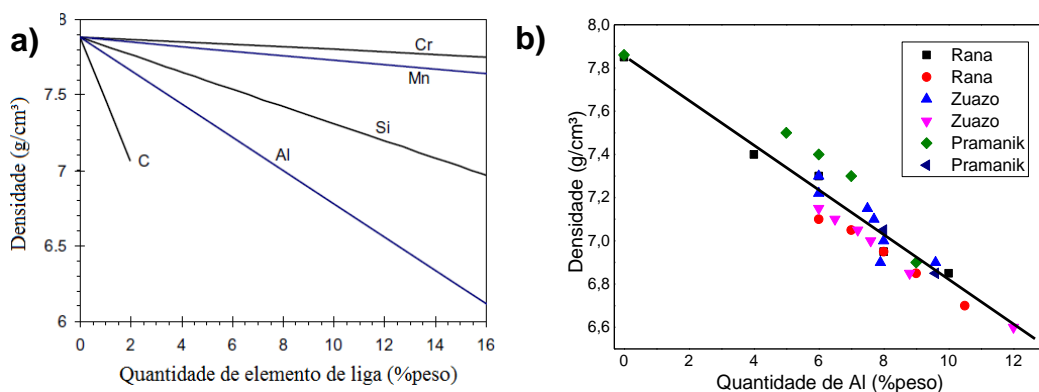 a)
8
7.5
7
6.5
6
Densidade (g/cm³)
Cr
Mn
Si
Al
C
0 2 4 6 8 10 12 14 16
Quantidade de elemento de liga (%peso)
b)
8,0
7,8
7,6
7,4
7,2
7,0
6,8
6,6
Densidade (g/cm³)
Rana
Rana
Zuazo
Zuazo
Pramanik
Pramanik
0 2 4 6 8 10 12
Quantidade de Al (%peso)